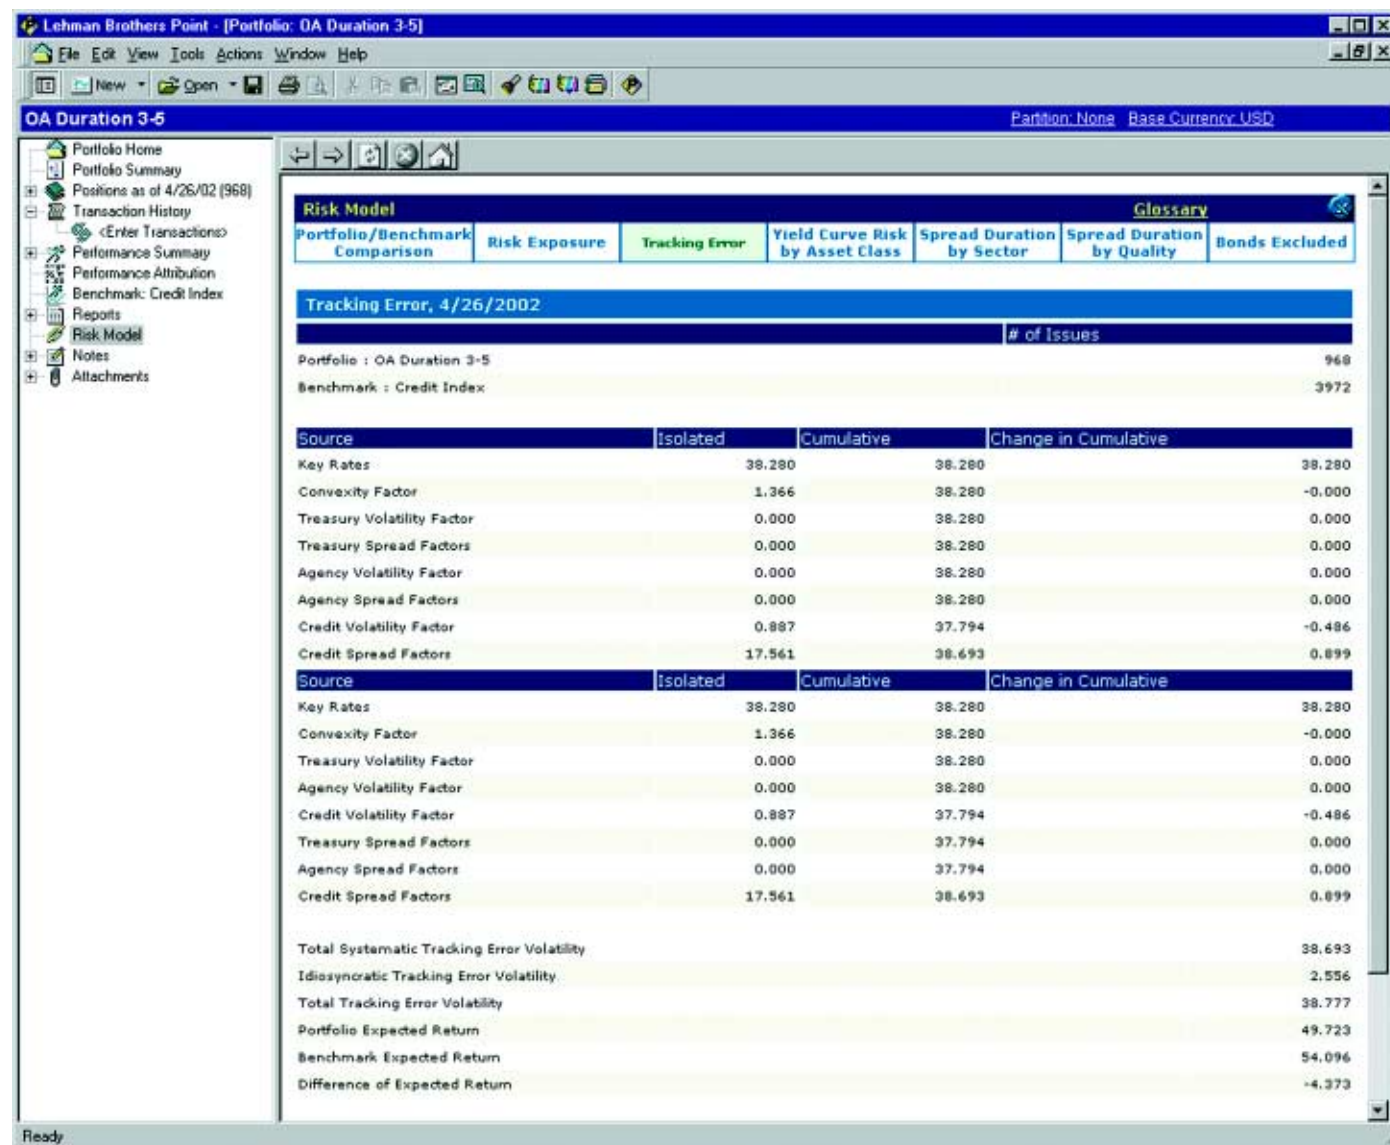 Lehman Brothers Point - [Portfolio: OA Duration 3-5]
File Edit View Tools Actions Window Help
New Open
OA Duration 3-5 Partition: None Base Currency: USD
Portfolio Home
Portfolio Summary
Positions as of 4/26/02 (968)
Transaction History
<Enter Transactions>
Performance Summary
Performance Attribution
Benchmark: Credit Index
Reports
Risk Model
Notes
Attachments
Risk Model Glossary
Portfolio/Benchmark Comparison Risk Exposure Tracking Error Yield Curve Risk by Asset Class Spread Duration by Sector Spread Duration by Quality Bonds Excluded
Tracking Error, 4/26/2002
# of Issues
Portfolio : OA Duration 3-5 968
Benchmark : Credit Index 3972
Source Isolated Cumulative Change in Cumulative
Key Rates 38.280 38.280 38.280
Convexity Factor 1.366 38.280 -0.000
Treasury Volatility Factor 0.000 38.280 0.000
Treasury Spread Factors 0.000 38.280 0.000
Agency Volatility Factor 0.000 38.280 0.000
Agency Spread Factors 0.000 38.280 0.000
Credit Volatility Factor 0.887 37.794 -0.486
Credit Spread Factors 17.561 38.693 0.899
Source Isolated Cumulative Change in Cumulative
Key Rates 38.280 38.280 38.280
Convexity Factor 1.366 38.280 -0.000
Treasury Volatility Factor 0.000 38.280 0.000
Agency Volatility Factor 0.000 38.280 0.000
Credit Volatility Factor 0.887 37.794 -0.486
Treasury Spread Factors 0.000 37.794 0.000
Agency Spread Factors 0.000 37.794 0.000
Credit Spread Factors 17.561 38.693 0.899
Total Systematic Tracking Error Volatility 38.693
Idiosyncratic Tracking Error Volatility 2.556
Total Tracking Error Volatility 38.777
Portfolio Expected Return 49.723
Benchmark Expected Return 54.096
Difference of Expected Return -4.373
Ready